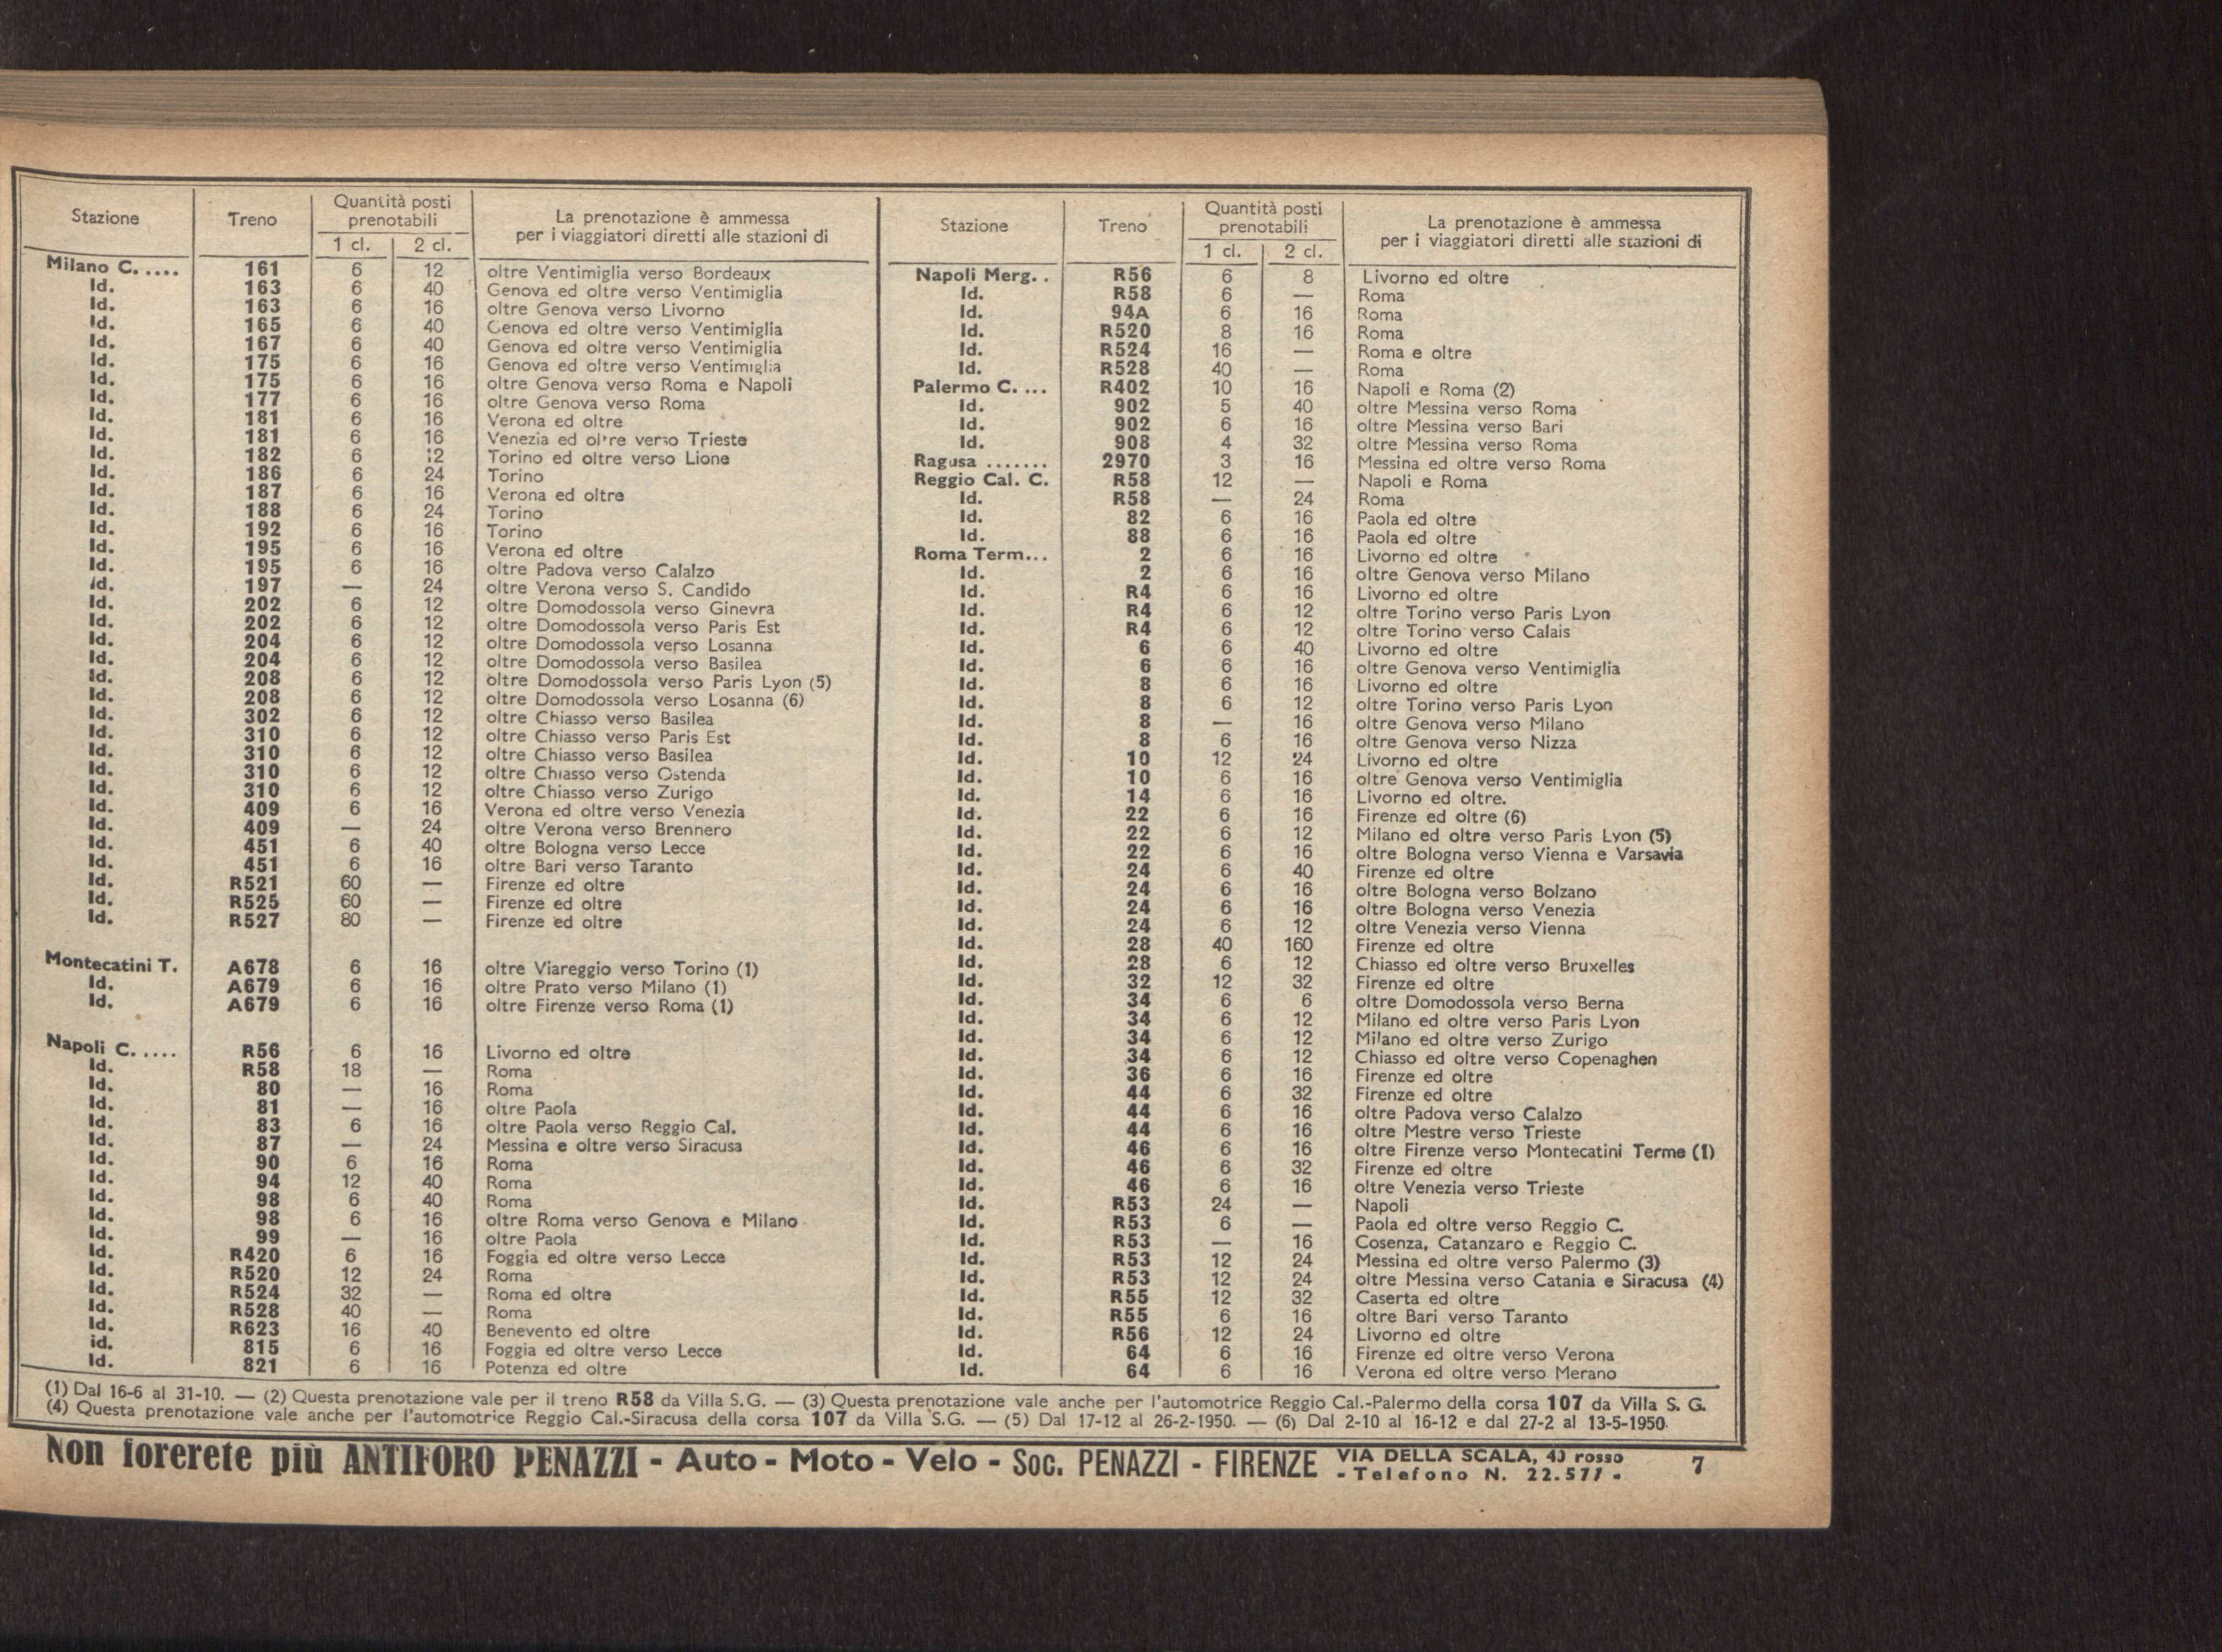 Stazione Treno Quantità posti prenotabili 1 cl. 2 cl. La prenotazione è ammessa per i viaggiatori diretti alle stazioni di
Milano C. .... 161 6 12 oltre Ventimiglia verso Bordeaux
Id. 163 6 40 Genova ed oltre verso Ventimiglia
Id. 163 6 16 oltre Genova verso Livorno
Id. 165 6 40 Genova ed oltre verso Ventimiglia
Id. 167 6 40 Genova ed oltre verso Ventimiglia
Id. 175 6 16 Genova ed oltre verso Ventimiglia
Id. 175 6 16 oltre Genova verso Roma e Napoli
Id. 177 6 16 oltre Genova verso Roma
Id. 181 6 16 Verona ed oltre
Id. 181 6 16 Venezia ed oltre verso Trieste
Id. 182 6 12 Torino ed oltre verso Lione
Id. 186 6 24 Torino
Id. 187 6 16 Verona ed oltre
Id. 188 6 24 Torino
Id. 192 6 16 Torino
Id. 195 6 16 Verona ed oltre
Id. 195 6 16 oltre Padova verso Calalzo
Id. 197 — 24 oltre Verona verso S. Candido
Id. 202 6 12 oltre Domodossola verso Ginevra
Id. 202 6 12 oltre Domodossola verso Paris Est
Id. 204 6 12 oltre Domodossola verso Losanna
Id. 204 6 12 oltre Domodossola verso Basilea
Id. 208 6 12 oltre Domodossola verso Paris Lyon (5)
Id. 208 6 12 oltre Domodossola verso Losanna (6)
Id. 302 6 12 oltre Chiasso verso Basilea
Id. 310 6 12 oltre Chiasso verso Paris Est
Id. 310 6 12 oltre Chiasso verso Basilea
Id. 310 6 12 oltre Chiasso verso Ostenda
Id. 310 6 12 oltre Chiasso verso Zurigo
Id. 409 6 16 Verona ed oltre verso Venezia
Id. 409 — 24 oltre Verona verso Brennero
Id. 451 6 40 oltre Bologna verso Lecce
Id. 451 6 16 oltre Bari verso Taranto
Id. R521 60 — Firenze ed oltre
Id. R525 60 — Firenze ed oltre
Id. R527 80 — Firenze ed oltre
Montecatini T. A678 6 16 oltre Viareggio verso Torino (1)
Id. A679 6 16 oltre Prato verso Milano (1)
Id. A679 6 16 oltre Firenze verso Roma (1)
Napoli C. .... R56 6 16 Livorno ed oltre
Id. R58 18 — Roma
Id. 80 — 16 Roma
Id. 81 — 16 oltre Paola
Id. 83 6 16 oltre Paola verso Reggio Cal.
Id. 87 — 24 Messina e oltre verso Siracusa
Id. 90 6 16 Roma
Id. 94 12 40 Roma
Id. 98 6 40 Roma
Id. 98 6 16 oltre Roma verso Genova e Milano
Id. 99 — 16 oltre Paola
Id. R420 6 16 Foggia ed oltre verso Lecce
Id. R520 12 24 Roma
Id. R524 32 — Roma ed oltre
Id. R528 40 — Roma
Id. R623 16 40 Benevento ed oltre
id. 815 6 16 Foggia ed oltre verso Lecce
Id. 821 6 16 Potenza ed oltre
Stazione Treno Quantità posti prenotabili 1 cl. 2 cl. La prenotazione è ammessa per i viaggiatori diretti alle stazioni di
Napoli Merg. . R56 6 8 Livorno ed oltre
Id. R58 6 — Roma
Id. 94A 6 16 Roma
Id. R520 8 16 Roma
Id. R524 16 — Roma e oltre
Id. R528 40 — Roma
Palermo C. ... R402 10 16 Napoli e Roma (2)
Id. 902 5 40 oltre Messina verso Roma
Id. 902 6 16 oltre Messina verso Bari
Id. 908 4 32 oltre Messina verso Roma
Ragusa ....... 2970 3 16 Messina ed oltre verso Roma
Reggio Cal. C. R58 12 — Napoli e Roma
Id. R58 — 24 Roma
Id. 82 6 16 Paola ed oltre
Id. 88 6 16 Paola ed oltre
Roma Term... 2 6 16 Livorno ed oltre
Id. 2 6 16 oltre Genova verso Milano
Id. R4 6 16 Livorno ed oltre
Id. R4 6 12 oltre Torino verso Paris Lyon
Id. R4 6 12 oltre Torino verso Calais
Id. 6 6 40 Livorno ed oltre
Id. 6 6 16 oltre Genova verso Ventimiglia
Id. 8 6 16 Livorno ed oltre
Id. 8 6 12 oltre Torino verso Paris Lyon
Id. 8 — 16 oltre Genova verso Milano
Id. 8 6 16 oltre Genova verso Nizza
Id. 10 12 24 Livorno ed oltre
Id. 10 6 16 oltre Genova verso Ventimiglia
Id. 14 6 16 Livorno ed oltre.
Id. 22 6 16 Firenze ed oltre (6)
Id. 22 6 12 Milano ed oltre verso Paris Lyon (5)
Id. 22 6 16 oltre Bologna verso Vienna e Varsavia
Id. 24 6 40 Firenze ed oltre
Id. 24 6 16 oltre Bologna verso Bolzano
Id. 24 6 16 oltre Bologna verso Venezia
Id. 24 6 12 oltre Venezia verso Vienna
Id. 28 40 160 Firenze ed oltre
Id. 28 6 12 Chiasso ed oltre verso Bruxelles
Id. 32 12 32 Firenze ed oltre
Id. 34 6 6 oltre Domodossola verso Berna
Id. 34 6 12 Milano ed oltre verso Paris Lyon
Id. 34 6 12 Milano ed oltre verso Zurigo
Id. 34 6 12 Chiasso ed oltre verso Copenaghen
Id. 36 6 16 Firenze ed oltre
Id. 44 6 32 Firenze ed oltre
Id. 44 6 16 oltre Padova verso Calalzo
Id. 44 6 16 oltre Mestre verso Trieste
Id. 46 6 16 oltre Firenze verso Montecatini Terme (1)
Id. 46 6 32 Firenze ed oltre
Id. 46 6 16 oltre Venezia verso Trieste
Id. R53 24 — Napoli
Id. R53 6 — Paola ed oltre verso Reggio C.
Id. R53 — 16 Cosenza, Catanzaro e Reggio C.
Id. R53 12 24 Messina ed oltre verso Palermo (3)
Id. R53 12 24 oltre Messina verso Catania e Siracusa (4)
Id. R55 12 32 Caserta ed oltre
Id. R55 6 16 oltre Bari verso Taranto
Id. R56 12 24 Livorno ed oltre
Id. 64 6 16 Firenze ed oltre verso Verona
Id. 64 6 16 Verona ed oltre verso Merano
(1) Dal 16-6 al 31-10. — (2) Questa prenotazione vale per il treno R58 da Villa S.G. — (3) Questa prenotazione vale anche per l'automotrice Reggio Cal.-Palermo della corsa 107 da Villa S. G.
(4) Questa prenotazione vale anche per l'automotrice Reggio Cal.-Siracusa della corsa 107 da Villa S.G. — (5) Dal 17-12 al 26-2-1950. — (6) Dal 2-10 al 16-12 e dal 27-2 al 13-5-1950.
Non forerete più ANTIFORO PENAZZI - Auto - Moto - Velo - Soc. PENAZZI - FIRENZE VIA DELLA SCALA, rosso
- Telefono N. 7